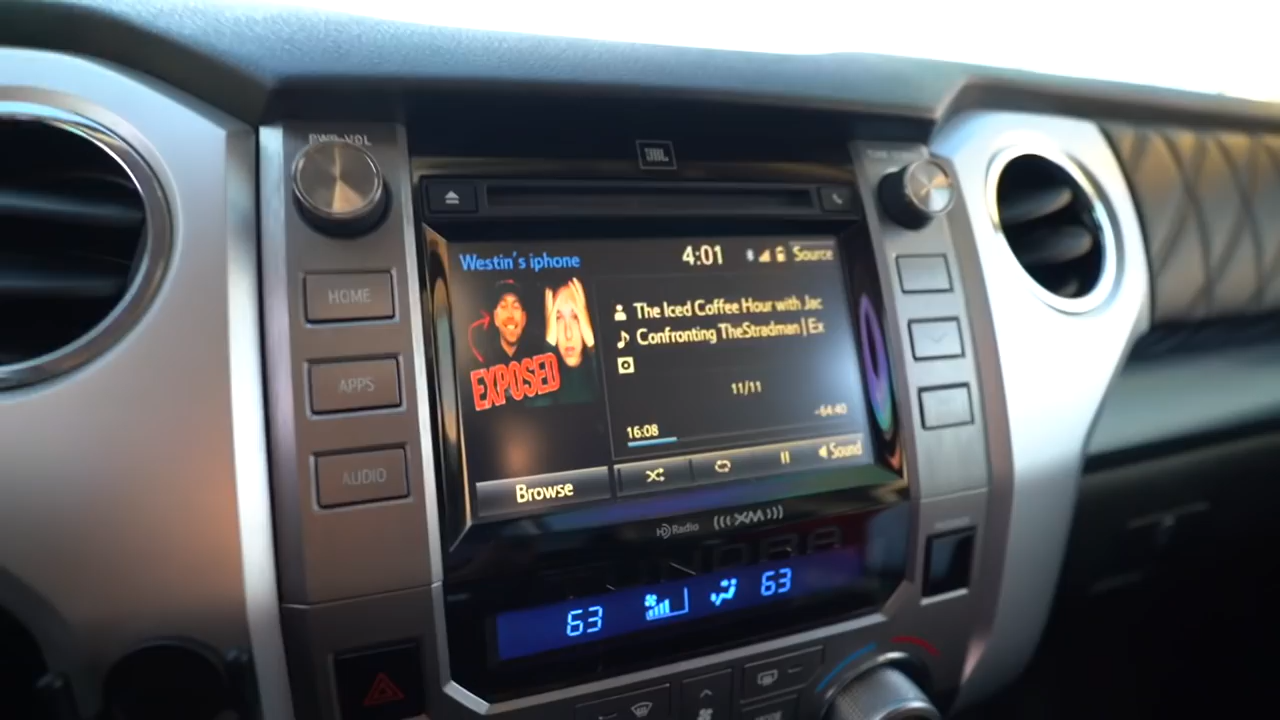 PWR·VOL
JBL
HOME
APPS
AUDIO
Westin's iphone
4:01
Source
The Iced Coffee Hour with Jac
Confronting TheStradman | Ex
EXPOSED
11/11
16:08
-64:40
Browse
Sound
HD Radio
(((XM)))
63
63